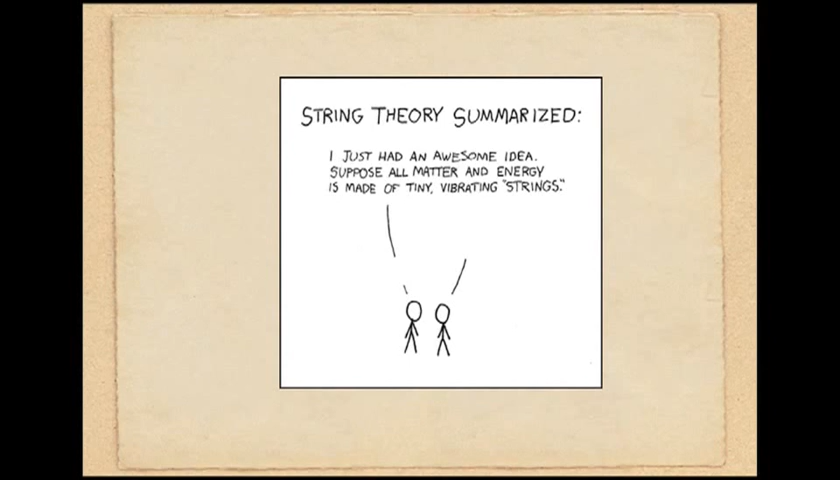 STRING THEORY SUMMARIZED:
I JUST HAD AN AWESOME IDEA.
SUPPOSE ALL MATTER AND ENERGY
IS MADE OF TINY, VIBRATING "STRINGS."